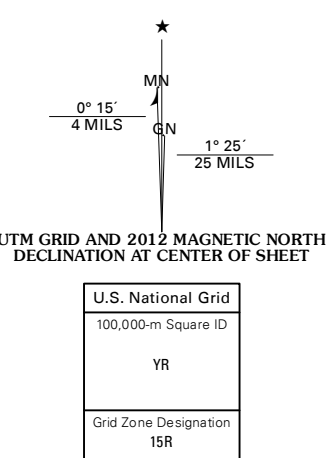 ★
MN
0° 15´
4 MILS
GN
1° 25´
25 MILS
UTM GRID AND 2012 MAGNETIC NORTH
DECLINATION AT CENTER OF SHEET
U.S. National Grid
100,000-m Square ID
YR
Grid Zone Designation
15R